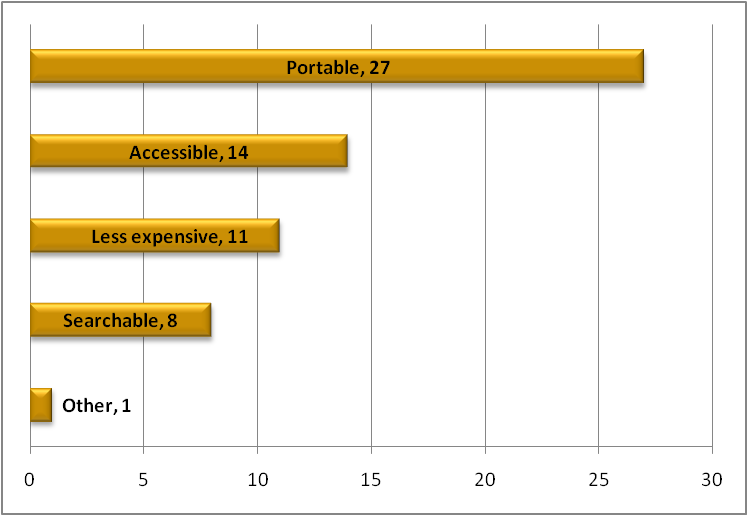 Portable, 27
Accessible, 14
Less expensive, 11
Searchable, 8
Other, 1
0 5 10 15 20 25 30